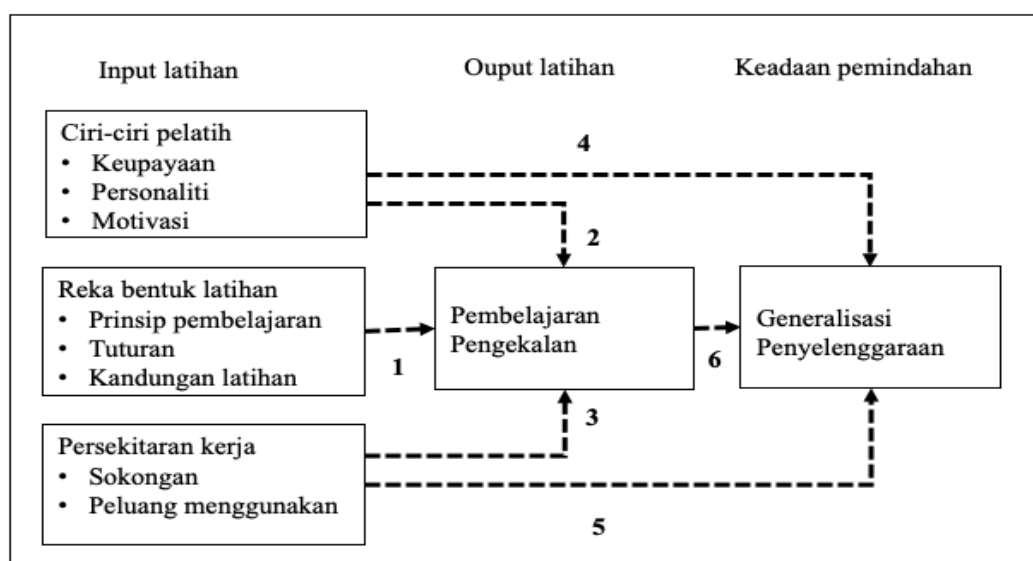 Input latihan
Ouput latihan
Keadaan pemindahan
Ciri-ciri pelatih
• Keupayaan
• Personaliti
• Motivasi
4
2
Reka bentuk latihan
• Prinsip pembelajaran
• Tuturan
• Kandungan latihan
1
Pembelajaran
Pengekalan
6
Generalisasi
Penyelenggaraan
3
Persekitaran kerja
• Sokongan
• Peluang menggunakan
5